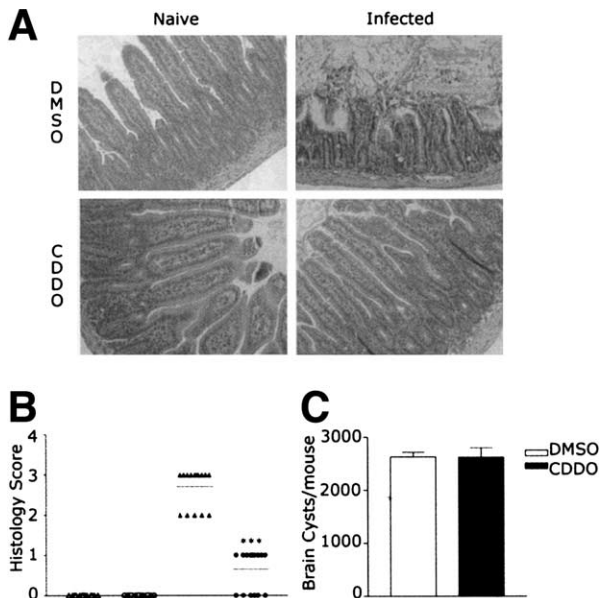 A
Naive
Infected
DMSO
CDDO
B
Histology Score
4
3
2
1
0
C
Brain Cysts/mouse
3000
2000
1000
0
DMSO
CDDO